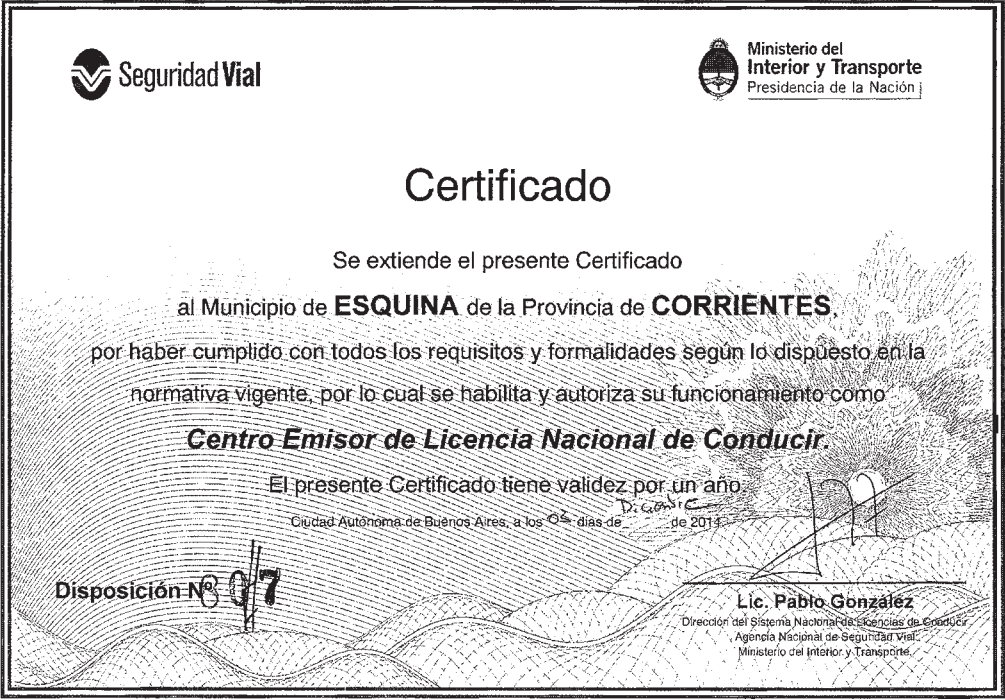 Seguridad Vial
Ministerio del
Interior y Transporte
Presidencia de la Nación
Certificado
Se extiende el presente Certificado
al Municipio de ESQUINA de la Provincia de CORRIENTES,
por haber cumplido con todos los requisitos y formalidades según lo dispuesto en la
normativa vigente, por lo cual se habilita y autoriza su funcionamiento como
Centro Emisor de Licencia Nacional de Conducir.
El presente Certificado tiene validez por un año.
Ciudad Autónoma de Buenos Aires, a los 03 días de Diciembre de 2014.
Disposición Nº
Lic. Pablo González
Dirección del Sistema Nacional de Licencias de Conducir
Agencia Nacional de Seguridad Vial.
Ministerio del Interior y Transporte.